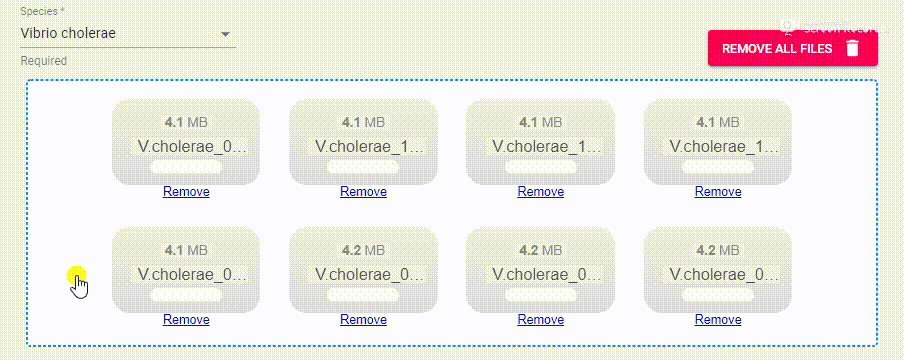 Species *
Vibrio cholerae
Required
REMOVE ALL FILES
4.1 MB
V.cholerae_0...
Remove
4.1 MB
V.cholerae_1...
Remove
4.1 MB
V.cholerae_1...
Remove
4.1 MB
V.cholerae_1...
Remove
4.1 MB
V.cholerae_0...
Remove
4.2 MB
V.cholerae_0...
Remove
4.2 MB
V.cholerae_0...
Remove
4.2 MB
V.cholerae_0...
Remove